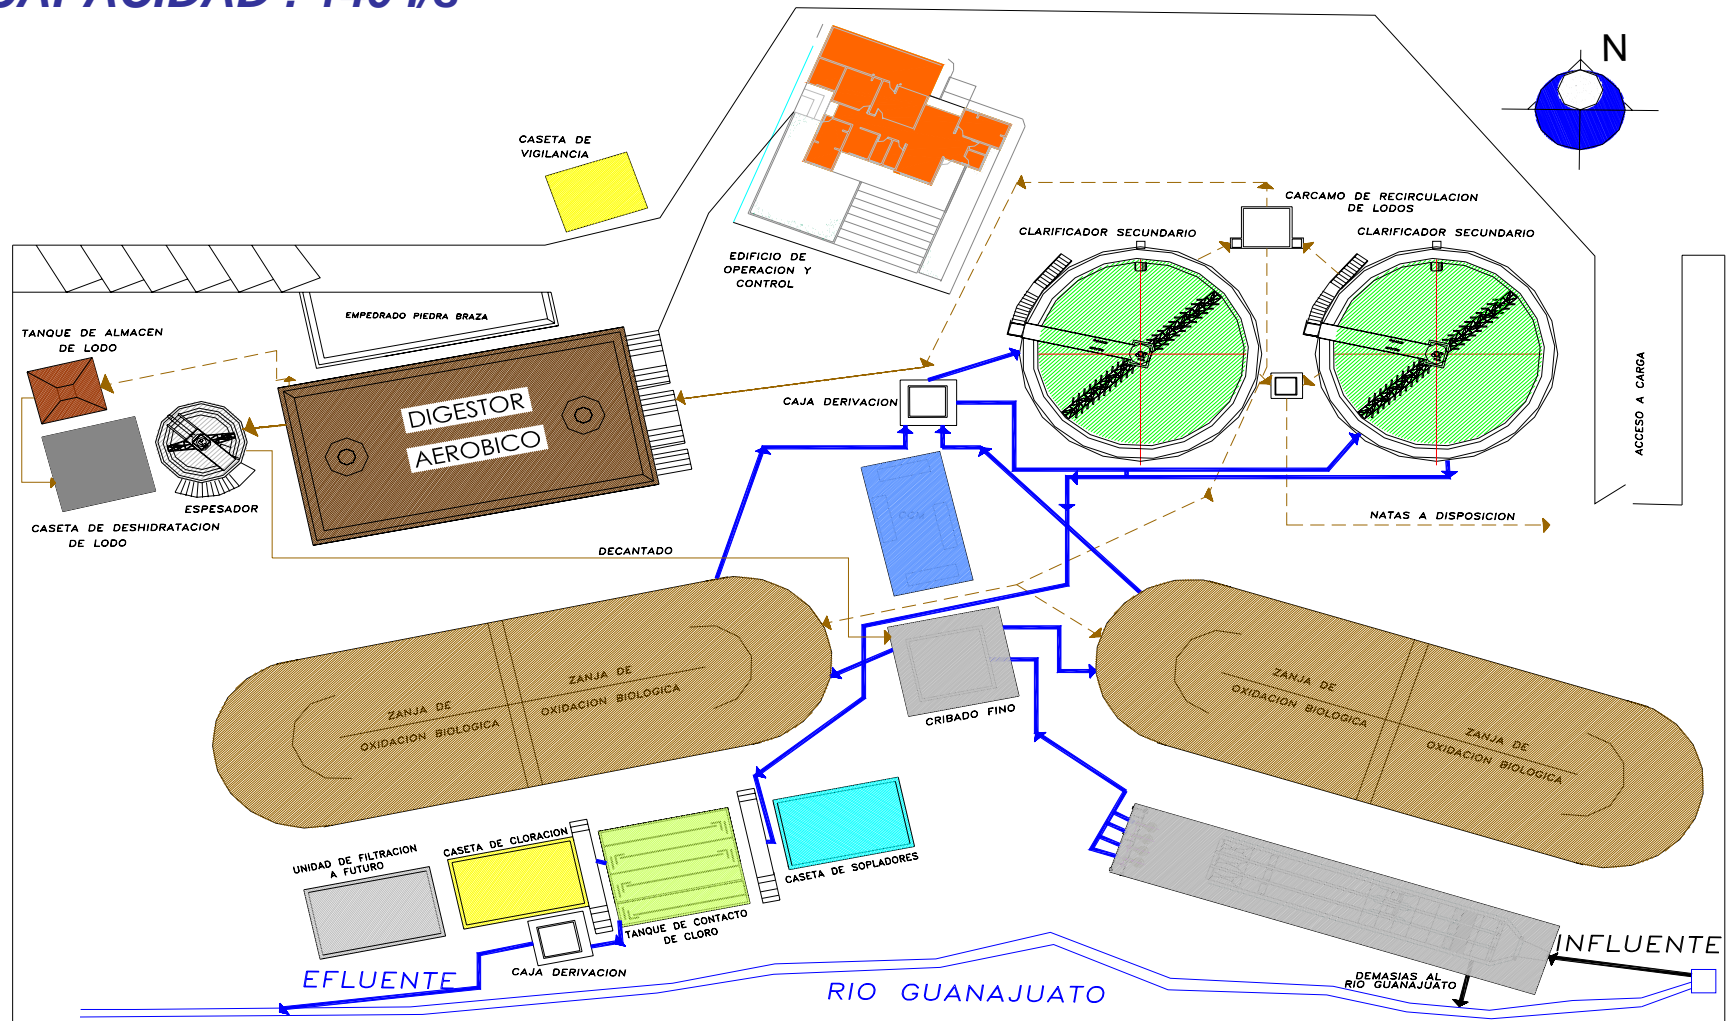 CAPACIDAD : 140 l/s
N
CASETA DE
VIGILANCIA
CARCAMO DE RECIRCULACION
DE LODOS
CLARIFICADOR SECUNDARIO
CLARIFICADOR SECUNDARIO
EDIFICIO DE
OPERACION Y
CONTROL
EMPEDRADO PIEDRA BRAZA
TANQUE DE ALMACEN
DE LODO
DIGESTOR
AEROBICO
CAJA DERIVACION
ACCESO A CARGA
ESPESADOR
CASETA DE DESHIDRATACION
DE LODO
CCM
NATAS A DISPOSICION
DECANTADO
ZANJA DE
OXIDACION BIOLOGICA
ZANJA DE
OXIDACION BIOLOGICA
ZANJA DE
OXIDACION BIOLOGICA
ZANJA DE
OXIDACION BIOLOGICA
CRIBADO FINO
UNIDAD DE FILTRACION
A FUTURO
CASETA DE CLORACION
CASETA DE SOPLADORES
TANQUE DE CONTACTO
DE CLORO
CAJA DERIVACION
EFLUENTE
RIO GUANAJUATO
DEMASIAS AL
RIO GUANAJUATO
INFLUENTE